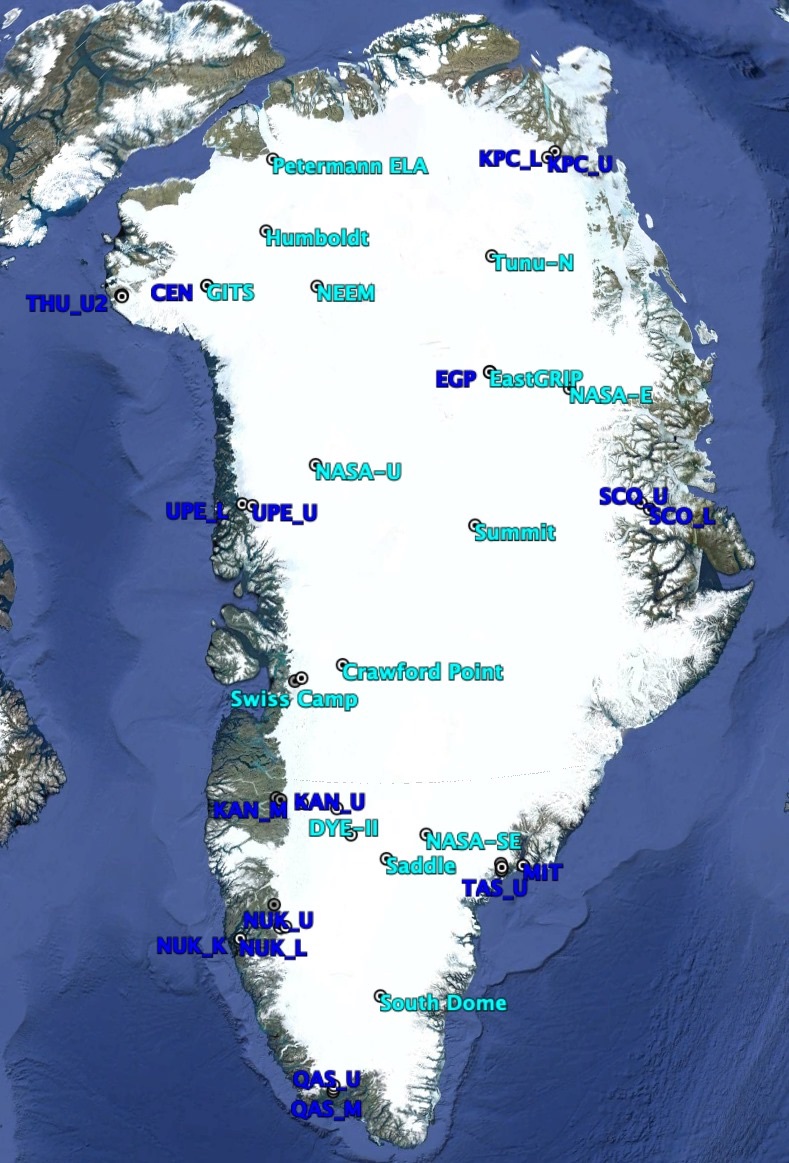 KPC_L
KPC_U
Petermann ELA
Humboldt
Tunu-N
THU_U2
CEN
GITS
NEEM
EGP
EastGRIP
NASA-E
NASA-U
UPE_L
UPE_U
SCO_U
SCO_L
Summit
Crawford Point
Swiss Camp
KAN_M
KAN_U
DYE-II
NASA-SE
Saddle
MIT
TAS_U
NUK_U
NUK_K
NUK_L
South Dome
QAS_U
QAS_M